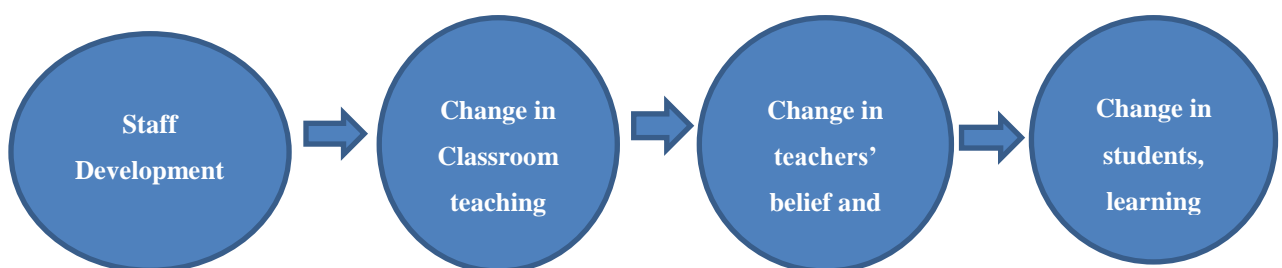 Staff
Development
Change in
Classroom
teaching
Change in
teachers’
belief and
Change in
students,
learning